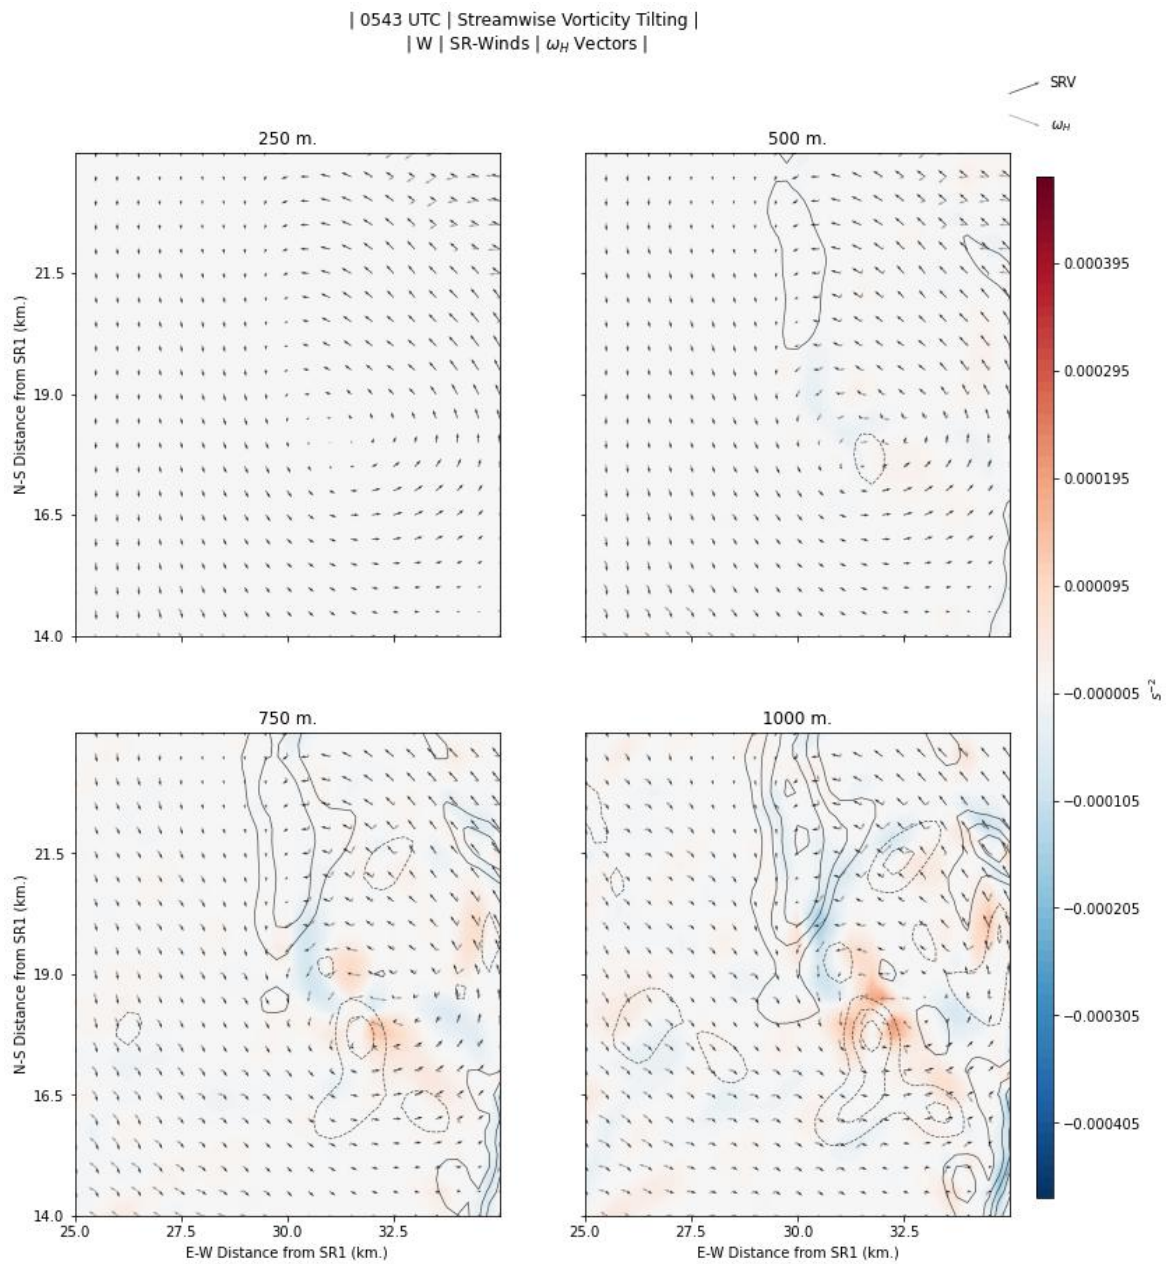 | 0543 UTC | Streamwise Vorticity Tilting |
| W | SR-Winds | ω_H Vectors |
SRV
ω_H
250 m.
500 m.
21.5
19.0
16.5
14.0
N-S Distance from SR1 (km.)
750 m.
1000 m.
21.5
19.0
16.5
14.0
N-S Distance from SR1 (km.)
25.0 27.5 30.0 32.5
E-W Distance from SR1 (km.)
25.0 27.5 30.0 32.5
E-W Distance from SR1 (km.)
0.000395
0.000295
0.000195
0.000095
−0.000005
−0.000105
−0.000205
−0.000305
−0.000405
s⁻²